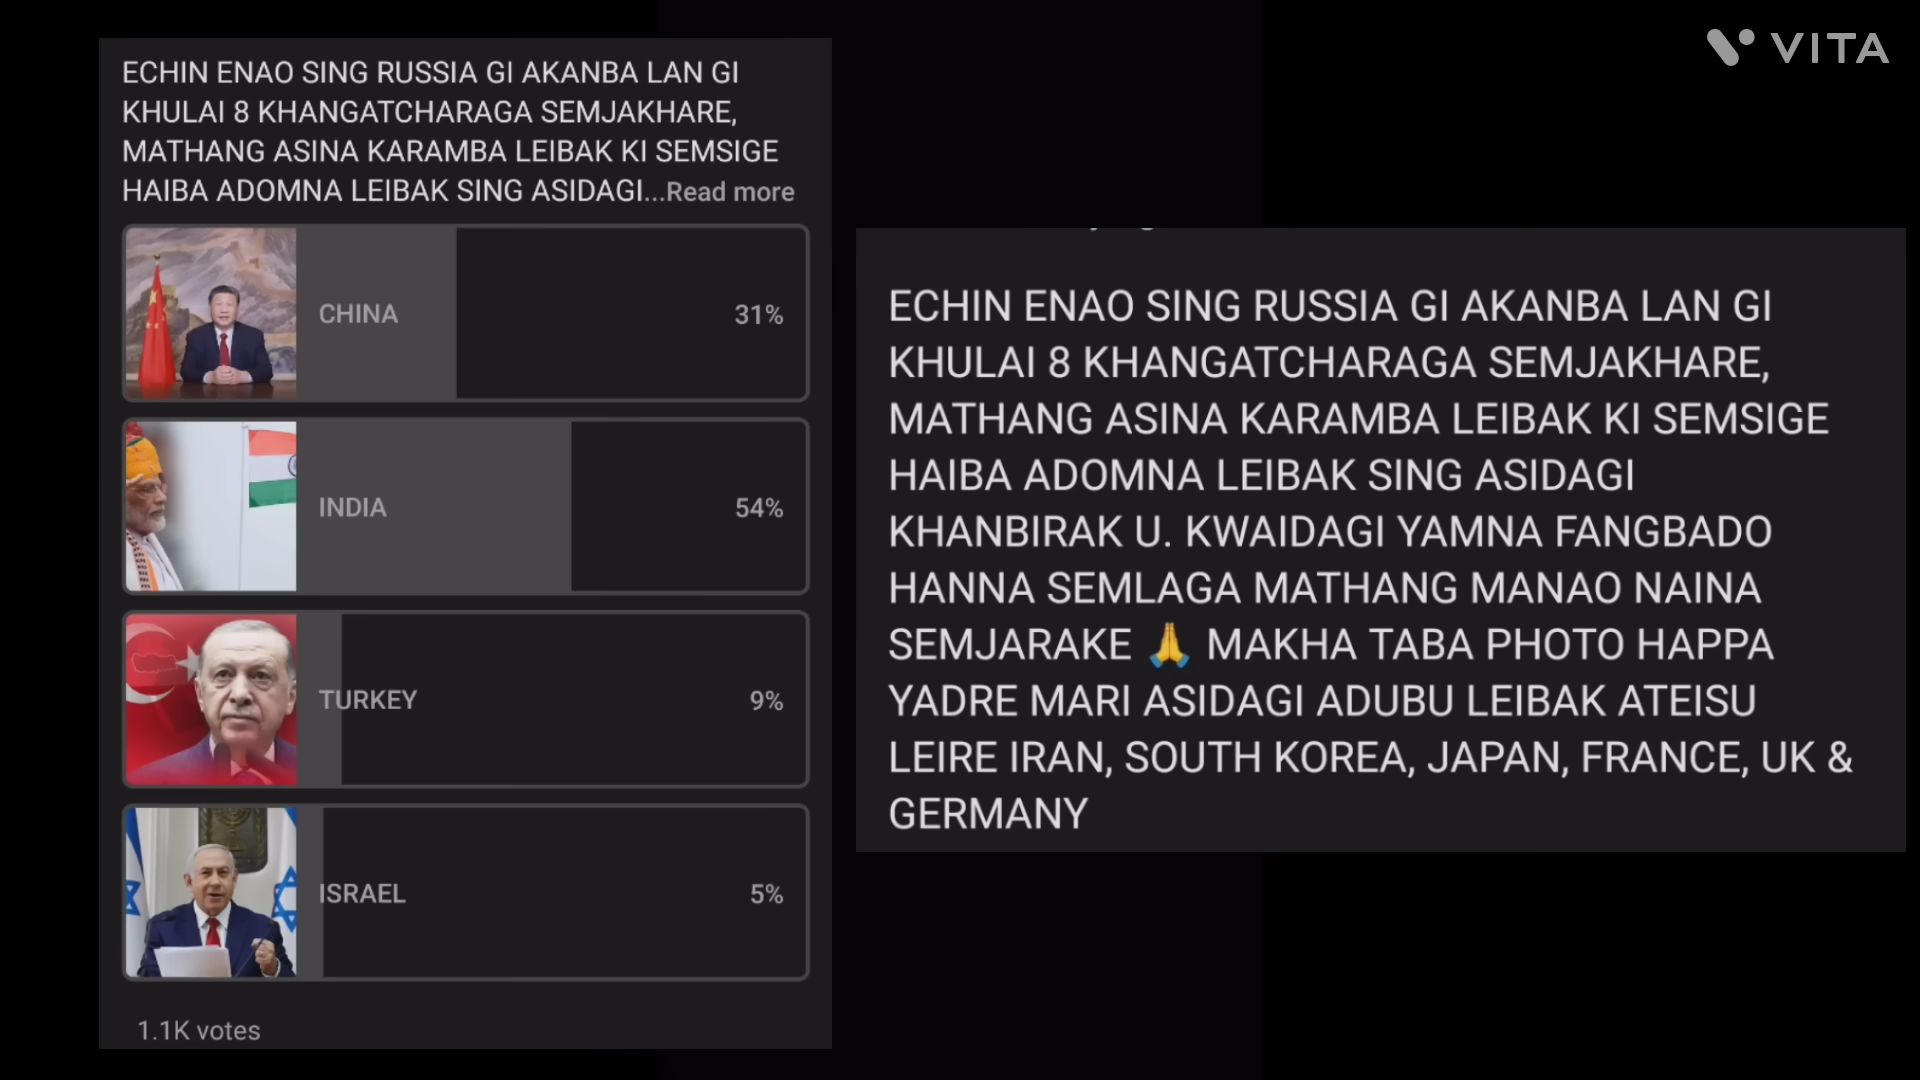 VITA
ECHIN ENAO SING RUSSIA GI AKANBA LAN GI
KHULAI 8 KHANGATCHARAGA SEMJAKHARE,
MATHANG ASINA KARAMBA LEIBAK KI SEMSIGE
HAIBA ADOMNA LEIBAK SING ASIDAGI...Read more
CHINA 31%
INDIA 54%
TURKEY 9%
ISRAEL 5%
1.1K votes
ECHIN ENAO SING RUSSIA GI AKANBA LAN GI
KHULAI 8 KHANGATCHARAGA SEMJAKHARE,
MATHANG ASINA KARAMBA LEIBAK KI SEMSIGE
HAIBA ADOMNA LEIBAK SING ASIDAGI
KHANBIRAK U. KWAIDAGI YAMNA FANGBADO
HANNA SEMLAGA MATHANG MANAO NAINA
SEMJARAKE 🙏 MAKHA TABA PHOTO HAPPA
YADRE MARI ASIDAGI ADUBU LEIBAK ATEISU
LEIRE IRAN, SOUTH KOREA, JAPAN, FRANCE, UK &
GERMANY